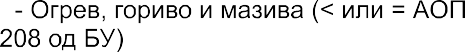 - Огрев, гориво и мазива (< или = АОП
208 од БУ)